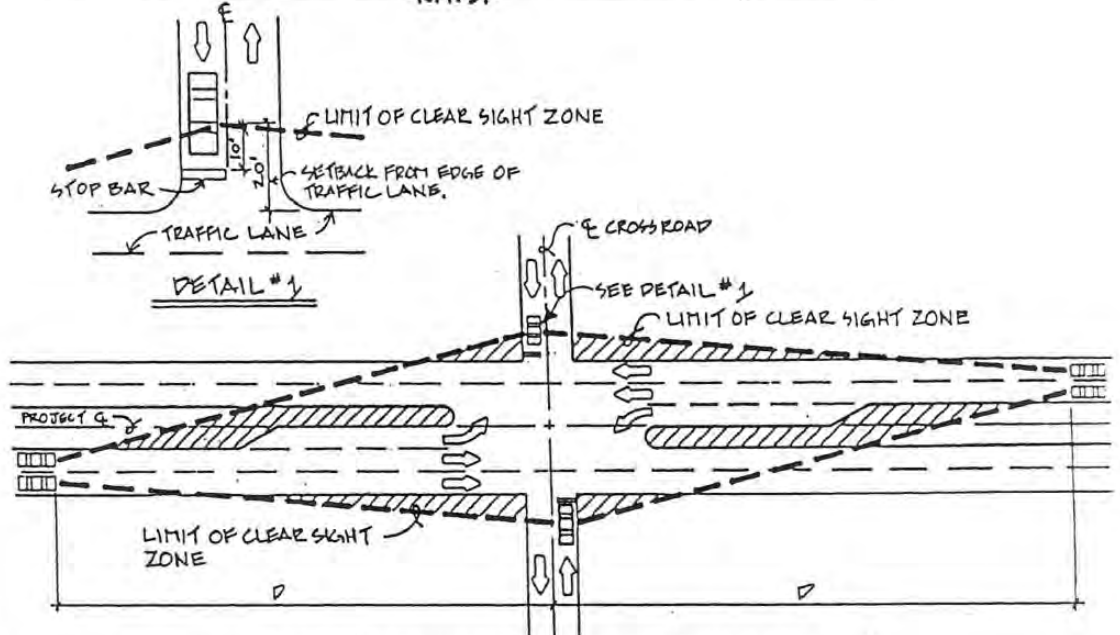 ℄
LIMIT OF CLEAR SIGHT ZONE
10'
20'
STOP BAR
SETBACK FROM EDGE OF
TRAFFIC LANE.
TRAFFIC LANE
DETAIL #1
℄ CROSSROAD
SEE DETAIL #1
LIMIT OF CLEAR SIGHT ZONE
PROJECT ℄
LIMIT OF CLEAR SIGHT
ZONE
D
D